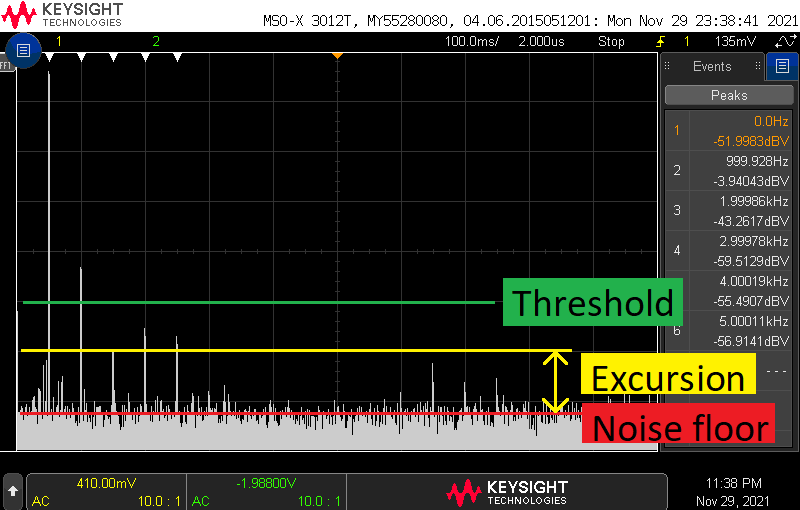 KEYSIGHT
TECHNOLOGIES
MSO-X 3012T, MY55280080, 04.06.2015051201: Mon Nov 29 23:38:41 2021
1 2 100.0ms/ 2.000us Stop 1 135mV
FFT
Events
Peaks
1 0.0Hz
-51.9983dBV
2 999.928Hz
-3.94043dBV
3 1.99986kHz
-43.2617dBV
4 2.99978kHz
-59.5129dBV
4.00019kHz
-55.4907dBV
6 5.00011kHz
-56.9141dBV
---
Threshold
Excursion
Noise floor
410.00mV -1.98800V
AC 10.0 : 1 AC 10.0 : 1
KEYSIGHT
TECHNOLOGIES
11:38 PM
Nov 29, 2021